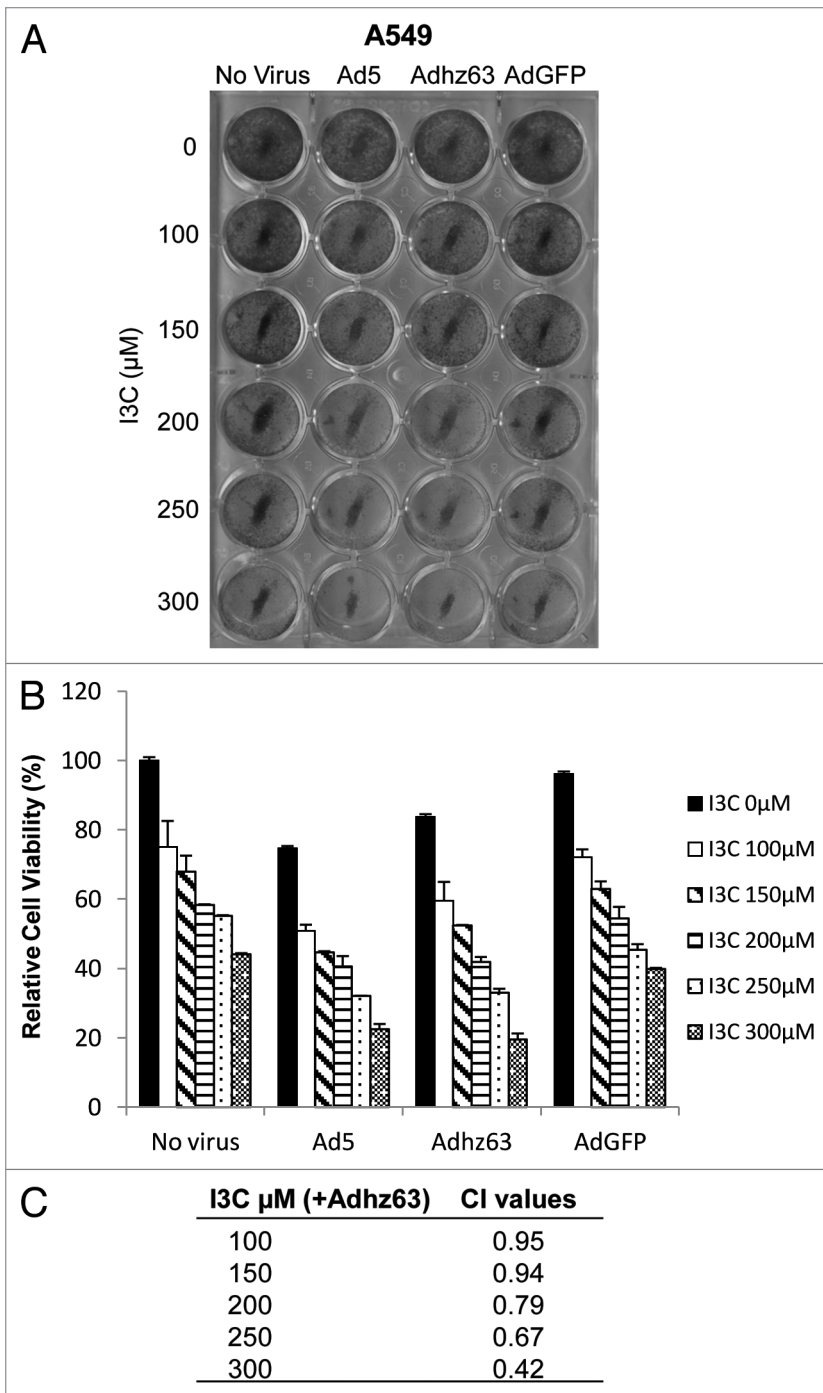 A
A549
No Virus Ad5 Adhz63 AdGFP
0
100
150
200
250
300
I3C (µM)
B
120
100
80
60
40
20
0
Relative Cell Viability (%)
No virus Ad5 Adhz63 AdGFP
I3C 0µM
I3C 100µM
I3C 150µM
I3C 200µM
I3C 250µM
I3C 300µM
C
I3C µM (+Adhz63) CI values
100 0.95
150 0.94
200 0.79
250 0.67
300 0.42